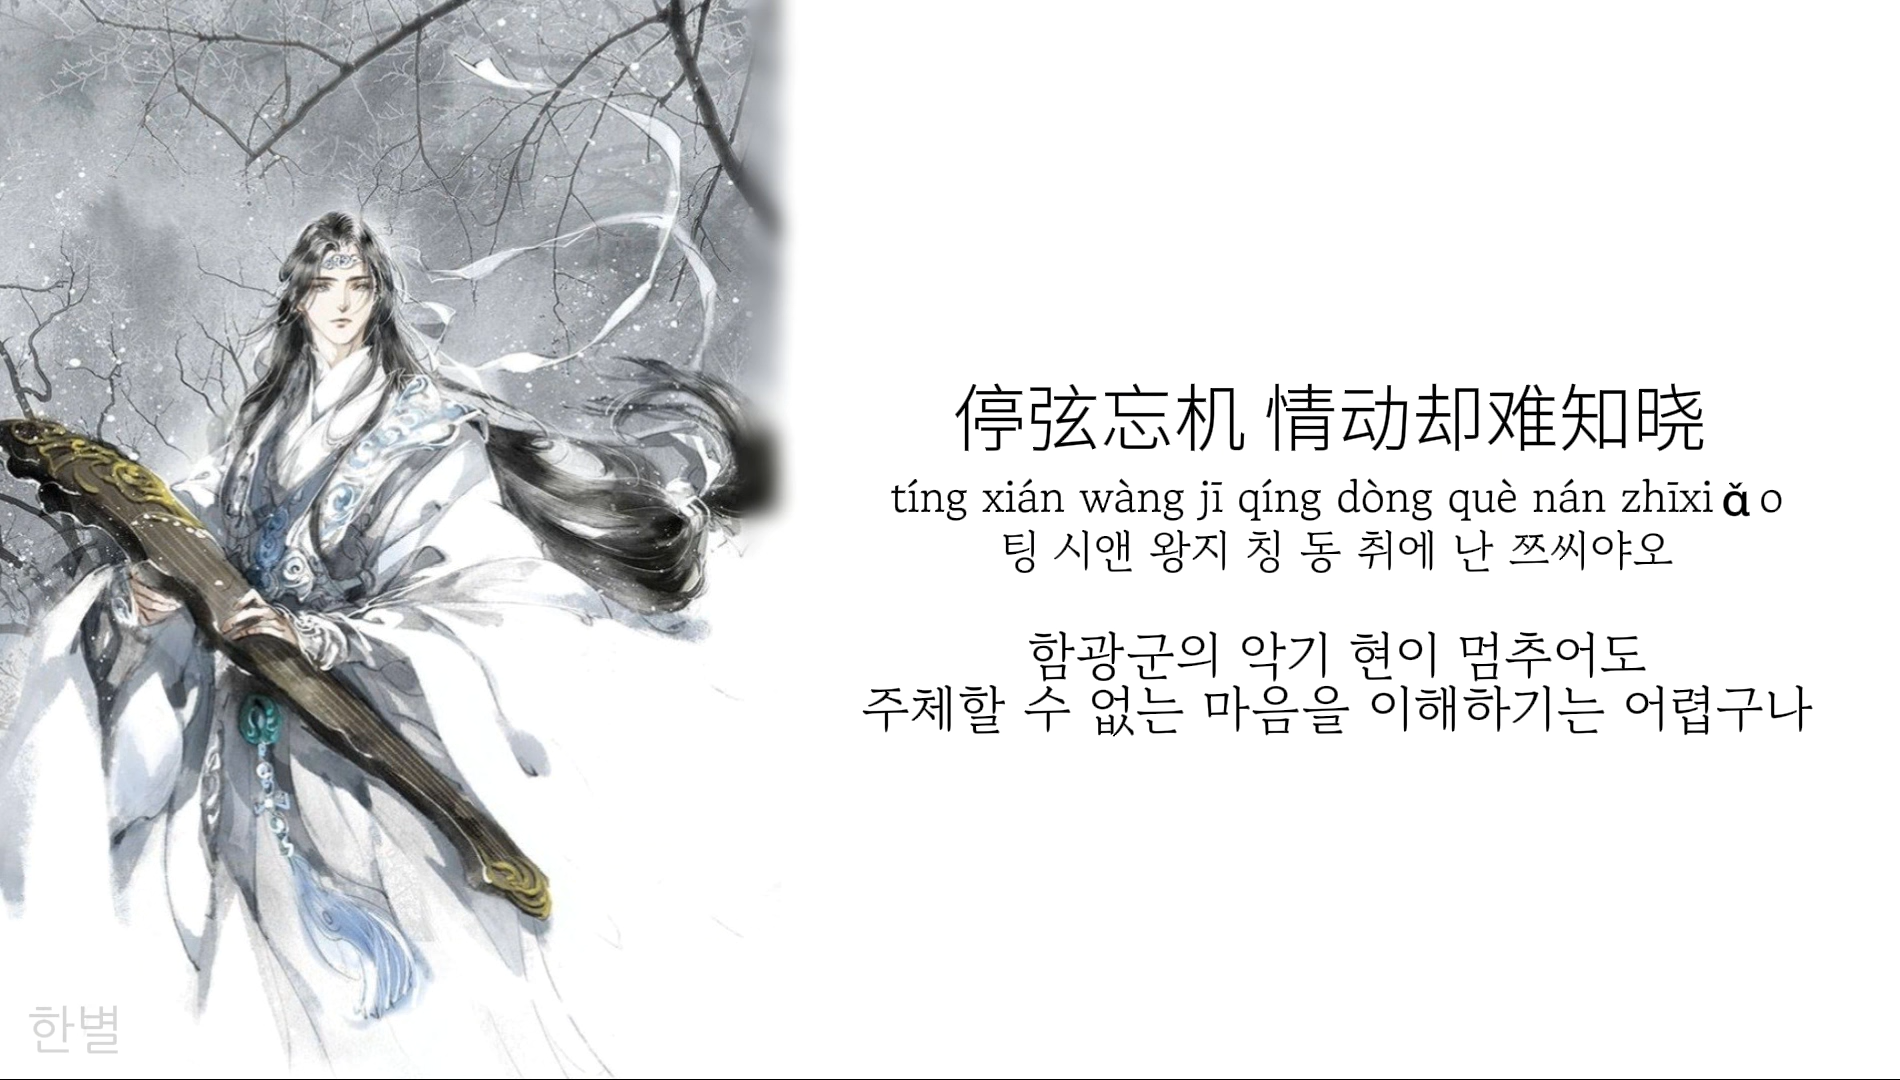 停弦忘机 情动却难知晓
tíng xián wàng jī qíng dòng què nán zhīxiǎo
팅 시앤 왕지 칭 동 취에 난 쯔씨야오
함광군의 악기 현이 멈추어도
주체할 수 없는 마음을 이해하기는 어렵구나
한별